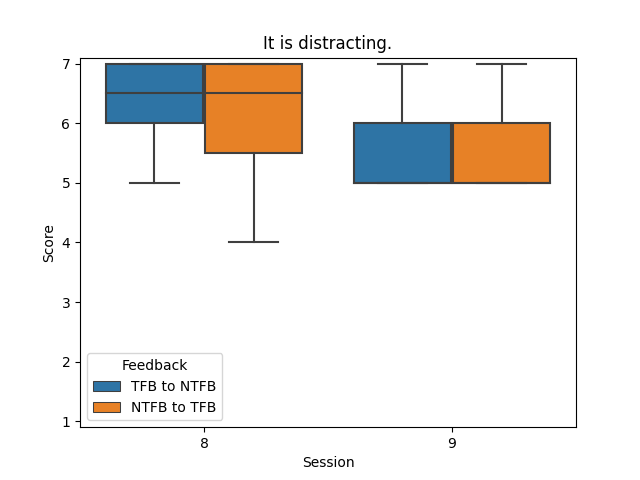 It is distracting.
7
6
5
4
3
2
1
Score
Feedback
TFB to NTFB
NTFB to TFB
8 9
Session